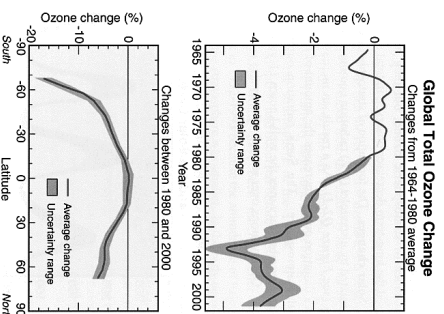 Global Total Ozone Change
Changes from 1964-1980 average
Ozone change (%)
0
-2
-4
Average change
Uncertainty range
1965 1970 1975 1980 1985 1990 1995 2000
Year
Changes between 1980 and 2000
Ozone change (%)
0
-10
-20
Average change
Uncertainty range
-90 -60 -30 0 30 60 90
South Latitude Nort